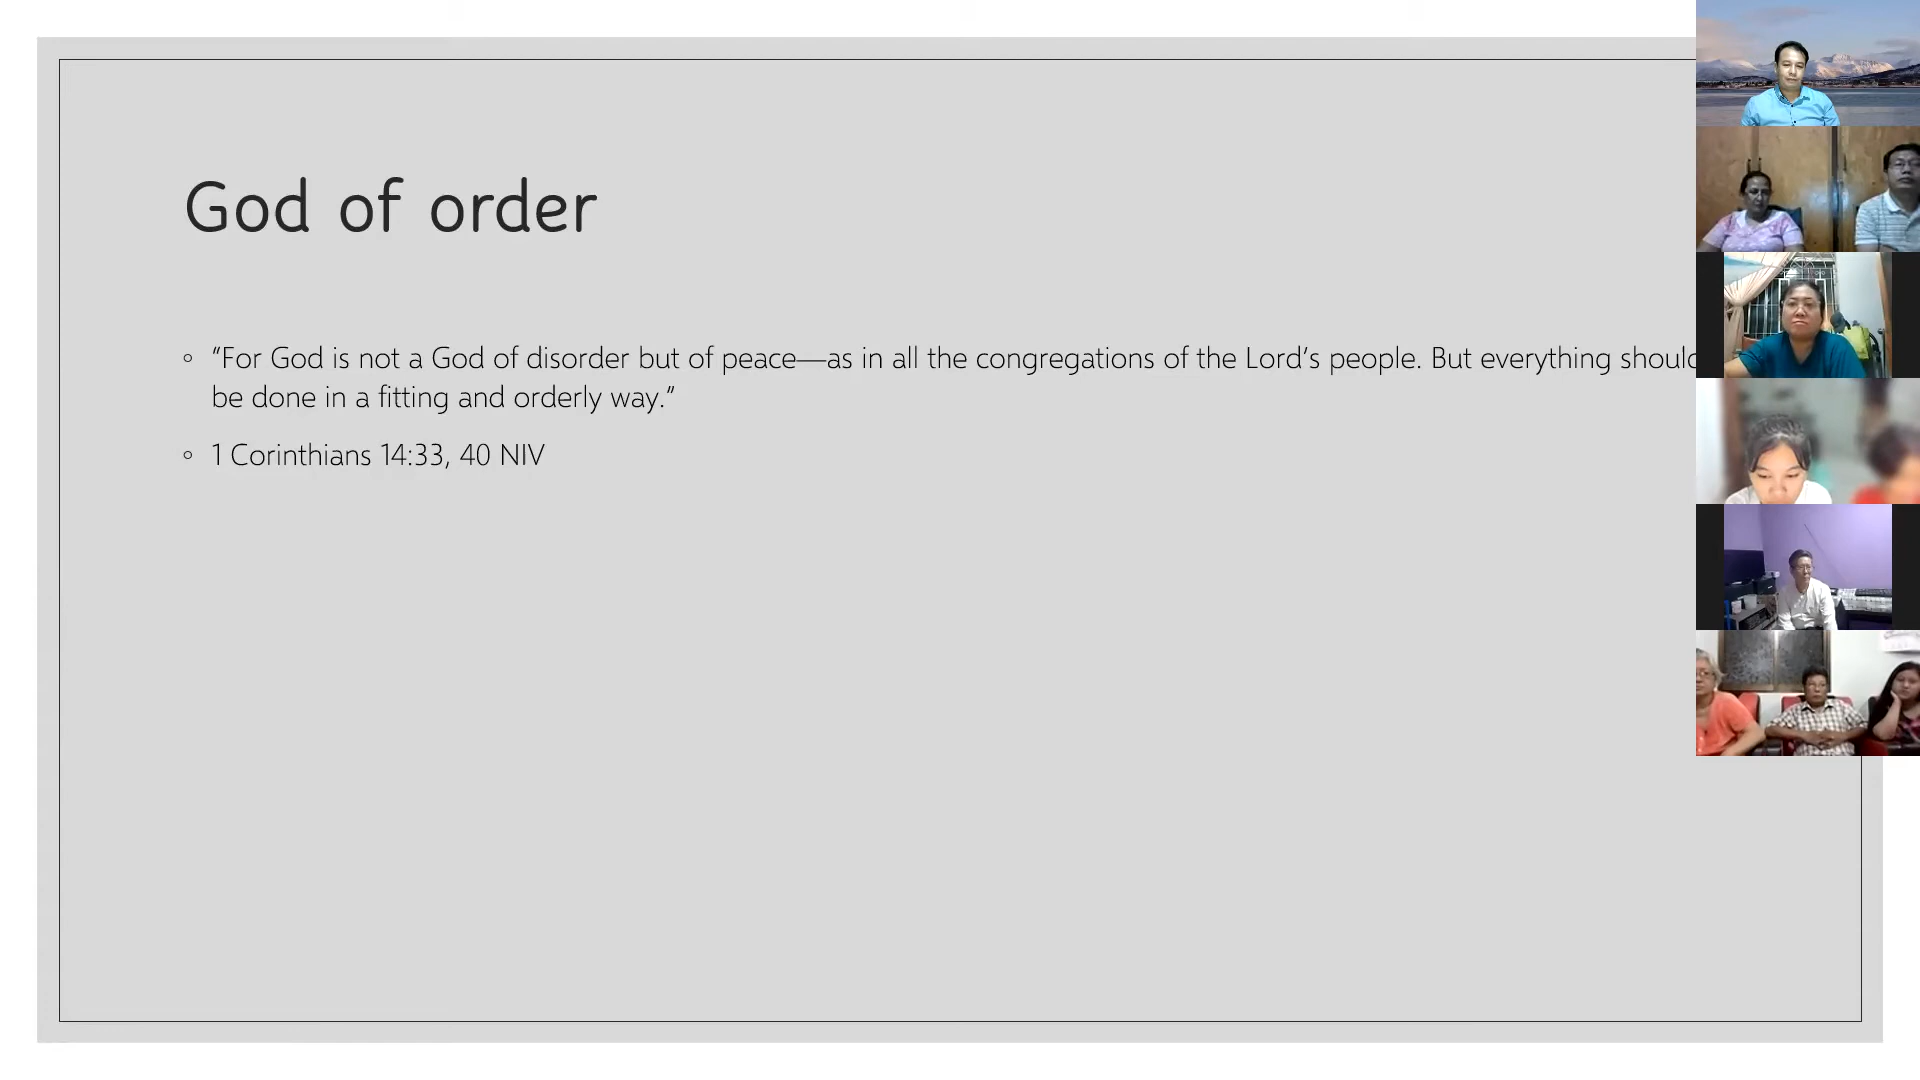 God of order
“For God is not a God of disorder but of peace—as in all the congregations of the Lord’s people. But everything should
be done in a fitting and orderly way.”
1 Corinthians 14:33, 40 NIV